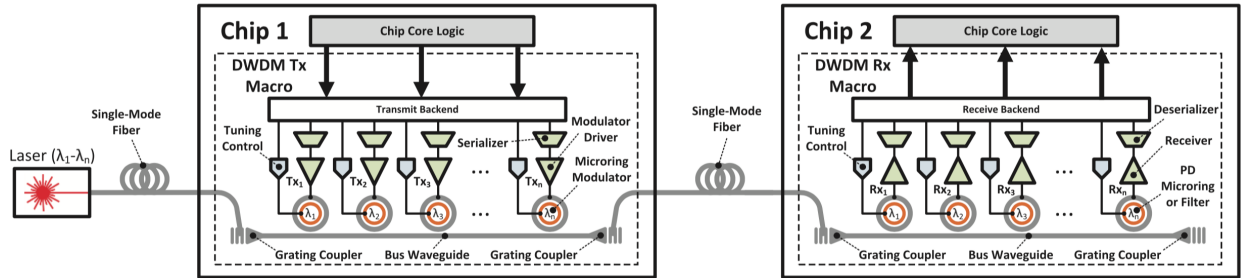 Chip 1
Chip Core Logic
DWDM Tx
Macro
Transmit Backend
Single-Mode
Fiber
Laser (λ1-λn)
Tuning
Control
Serializer
Modulator
Driver
Microring
Modulator
Tx1
Tx2
Tx3
...
Txn
λ1
λ2
λ3
...
λn
Grating Coupler
Bus Waveguide
Grating Coupler
Single-Mode
Fiber
Chip 2
Chip Core Logic
DWDM Rx
Macro
Receive Backend
Tuning
Control
Deserializer
Receiver
PD
Microring
or Filter
Rx1
Rx2
Rx3
...
Rxn
λ1
λ2
λ3
...
λn
Grating Coupler
Bus Waveguide
Grating Coupler